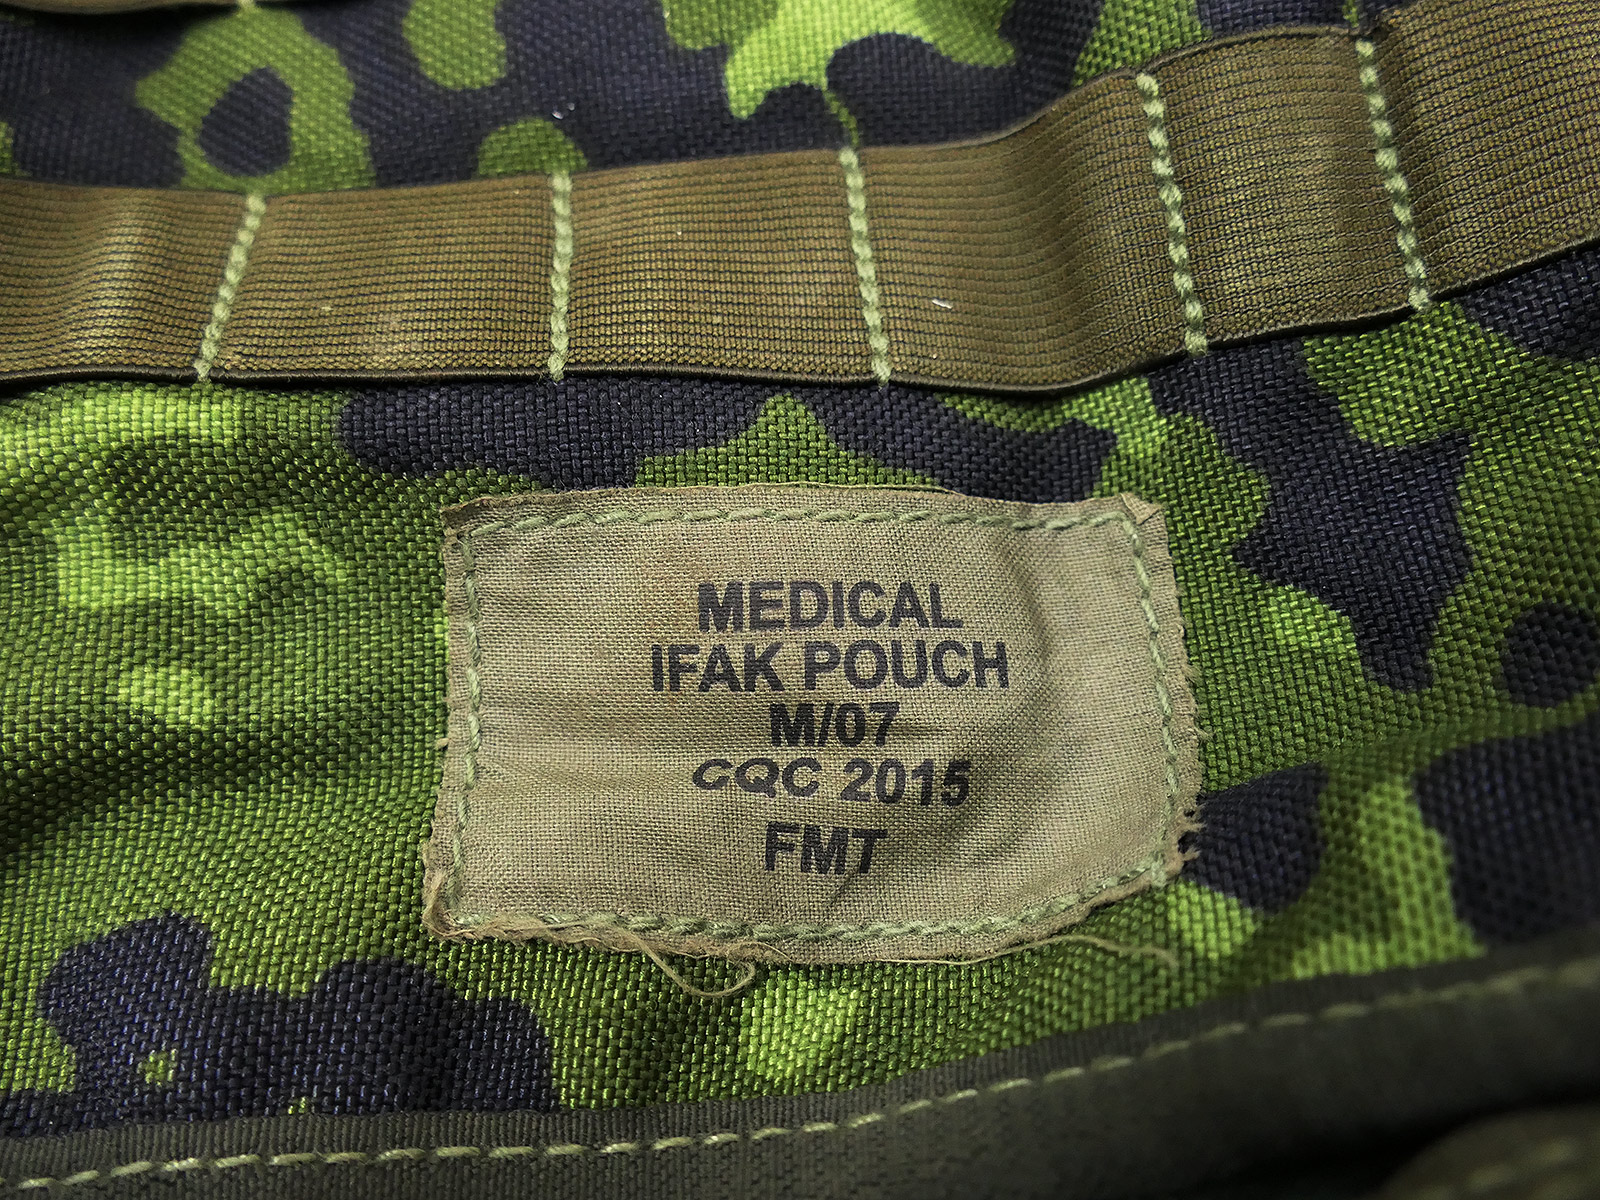 MEDICAL
IFAK POUCH
M/07
CQC 2015
FMT